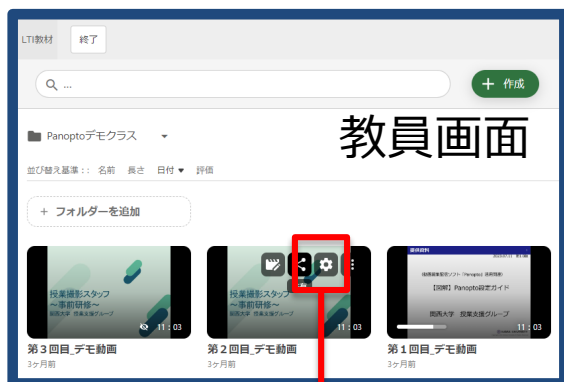 LTI教材 終了
...
+ 作成
教員画面
Panoptoデモクラス
並び替え基準:: 名前 長さ 日付 ▼ 評価
+ フォルダーを追加
授業撮影スタッフ
～事前研修～
関西大学 授業支援グループ
11:03
第３回目_デモ動画
3ヶ月前
授業撮影スタッフ
～事前研修～
関西大学 授業支援グループ
11:03
第２回目_デモ動画
3ヶ月前
【図解】Panopto設定ガイド
関西大学 授業支援グループ
11:03
第１回目_デモ動画
3ヶ月前